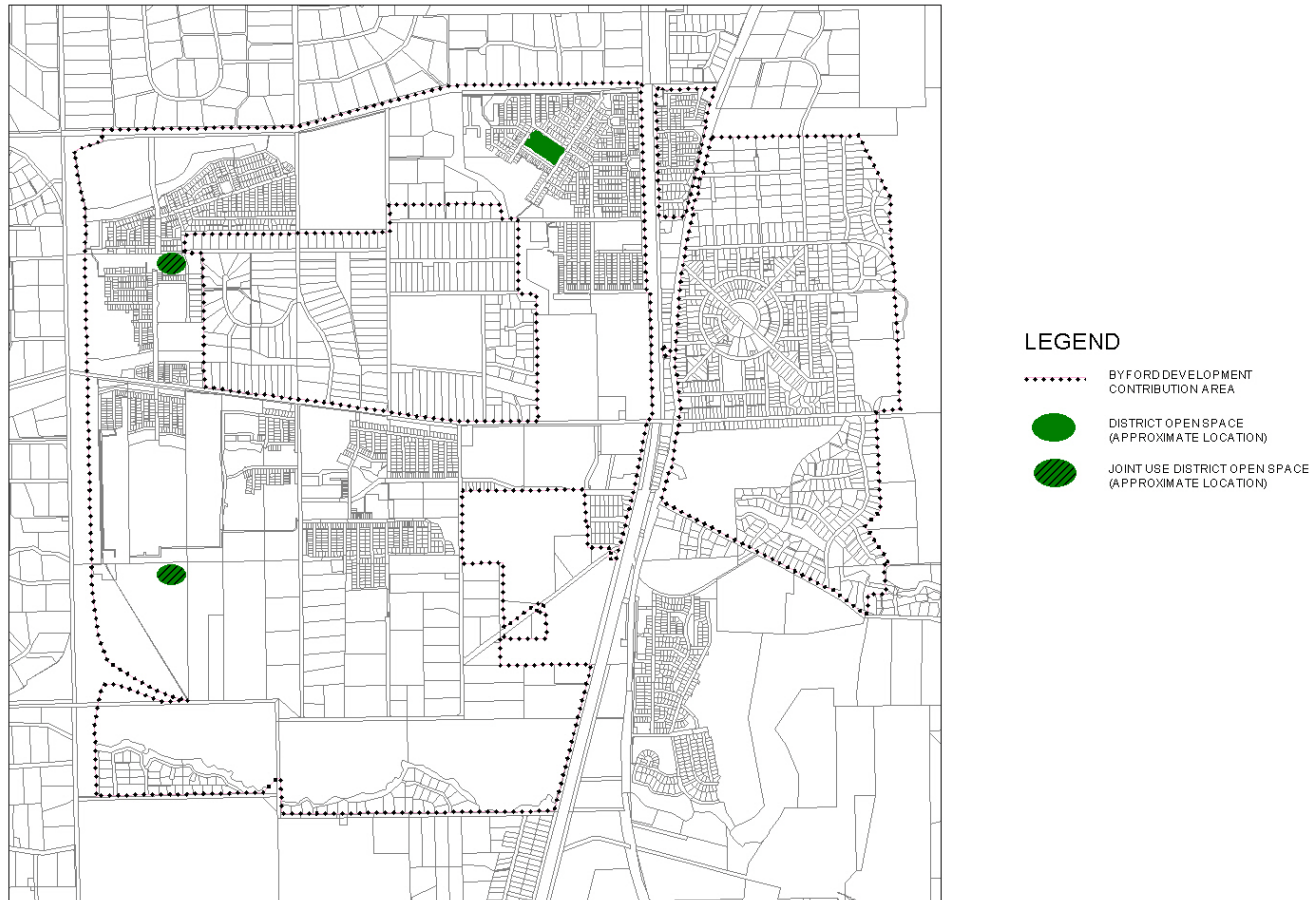 LEGEND
BYFORD DEVELOPMENT
CONTRIBUTION AREA
DISTRICT OPEN SPACE
(APPROXIMATE LOCATION)
JOINT USE DISTRICT OPEN SPACE
(APPROXIMATE LOCATION)